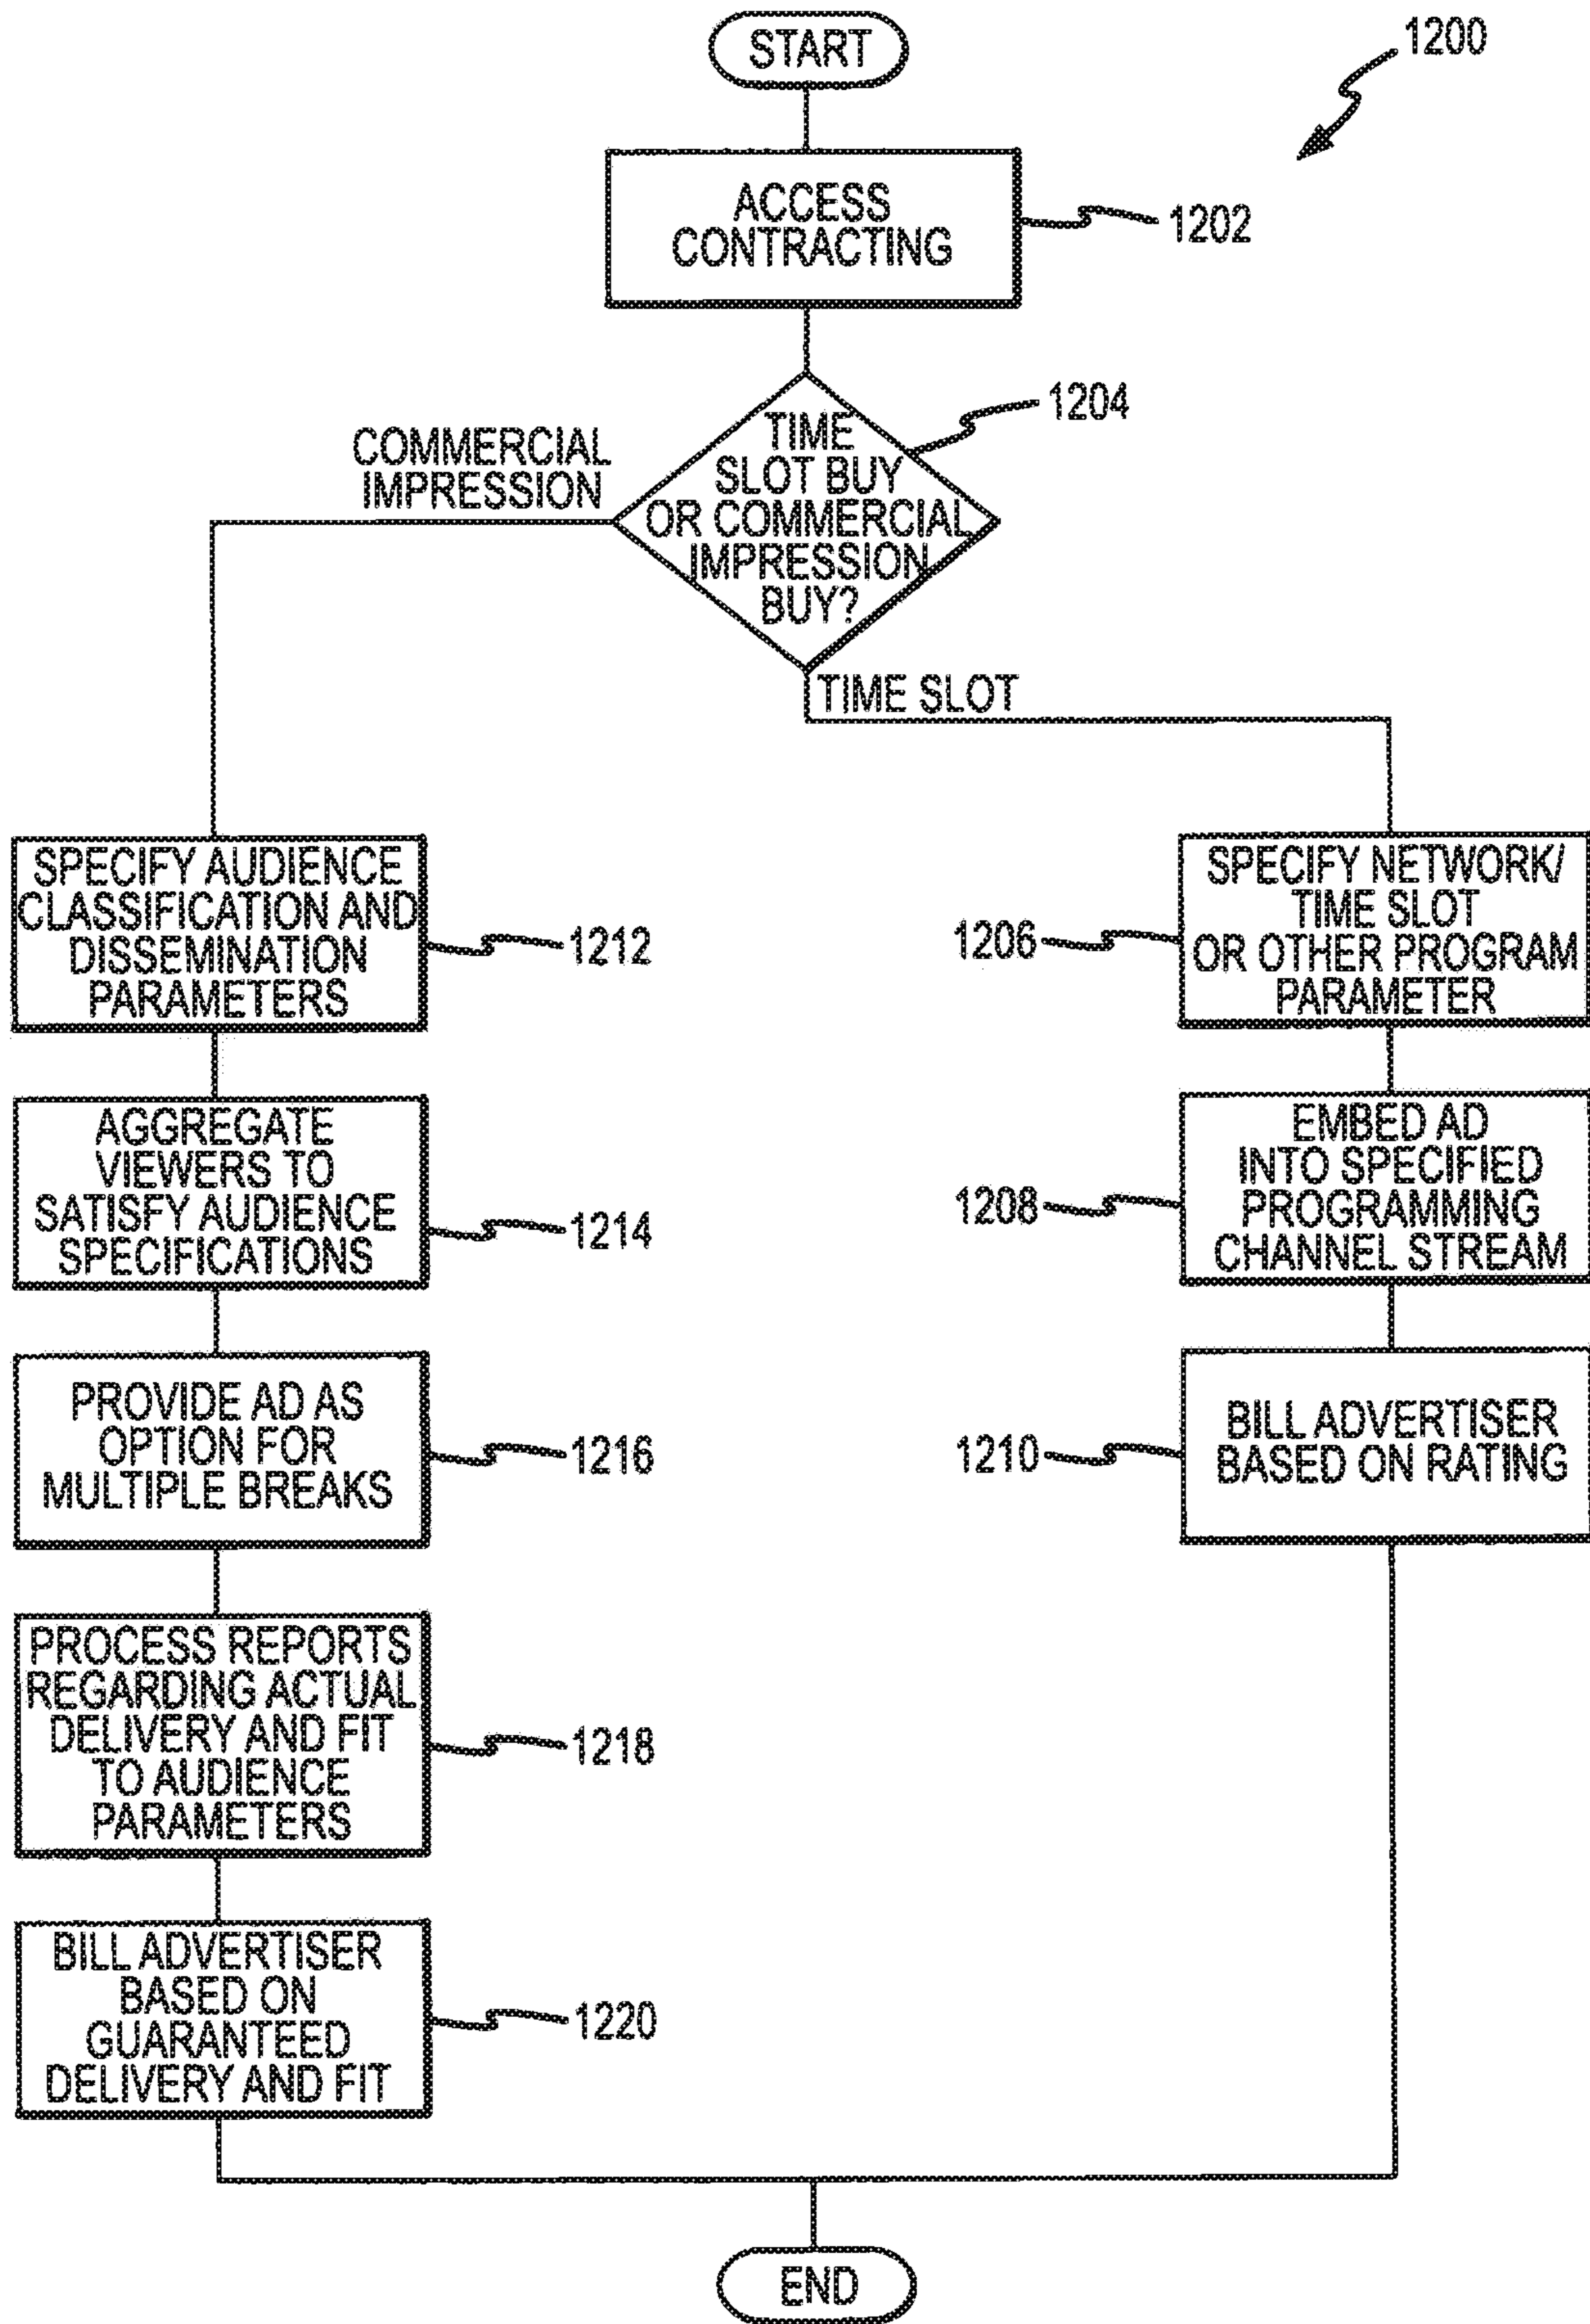 START
1200
ACCESS
CONTRACTING
1202
TIME
SLOT BUY
OR COMMERCIAL
IMPRESSION
BUY?
1204
COMMERCIAL
IMPRESSION
TIME SLOT
SPECIFY AUDIENCE
CLASSIFICATION AND
DISSEMINATION
PARAMETERS
1212
AGGREGATE
VIEWERS TO
SATISFY AUDIENCE
SPECIFICATIONS
1214
PROVIDE AD AS
OPTION FOR
MULTIPLE BREAKS
1216
PROCESS REPORTS
REGARDING ACTUAL
DELIVERY AND FIT
TO AUDIENCE
PARAMETERS
1218
BILL ADVERTISER
BASED ON
GUARANTEED
DELIVERY AND FIT
1220
SPECIFY NETWORK/
TIME SLOT
OR OTHER PROGRAM
PARAMETER
1206
EMBED AD
INTO SPECIFIED
PROGRAMMING
CHANNEL STREAM
1208
BILL ADVERTISER
BASED ON RATING
1210
END